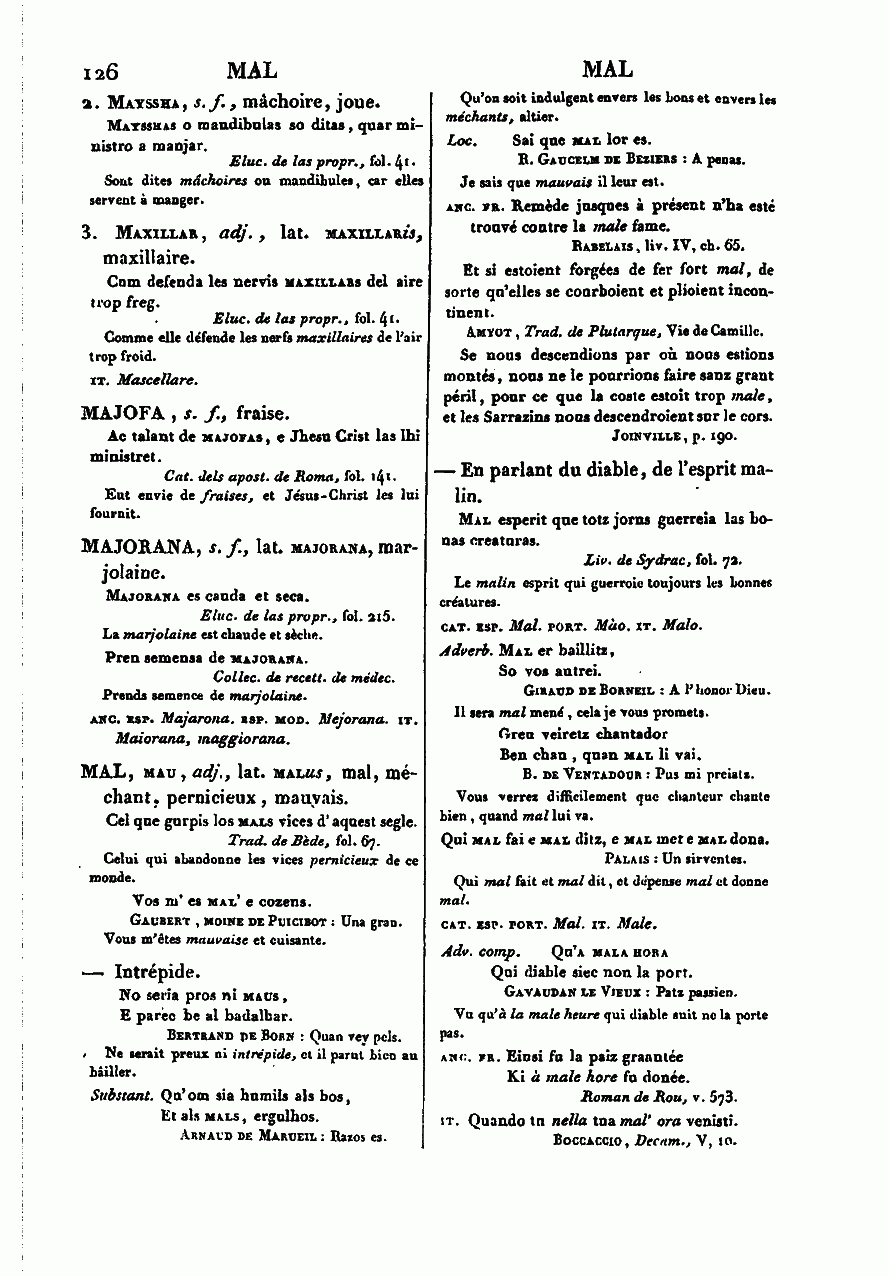 126 MAL MAL
2. Mayssha, s. f., mâchoire, joue.
Maysshas o mandibulas so ditas, quar mi-
nistro a manjar.
Eluc. de las propr., fol. 41.
Sont dites mâchoires ou mandibules, car elles
servent à manger.
3. Maxillar, adj., lat. maxillaris,
maxillaire.
Com defenda les nervis maxillars del aire
trop freg.
Eluc. de las propr., fol. 41.
Comme elle défende les nerfs maxillaires de l'air
trop froid.
it. Mascellare.
MAJOFA, s. f., fraise.
Ac talant de majofas, e Jhesu Crist las lhi
ministret.
Cat. dels apost. de Roma, fol. 141.
Eut envie de fraises, et Jésus-Christ les lui
fournit.
MAJORANA, s. f., lat. majorana, mar-
jolaine.
Majorana es cauda et seca.
Eluc. de las propr., fol. 215.
La marjolaine est chaude et sèche.
Pren semensa de majorana.
Collec. de recett. de médec.
Prends semence de marjolaine.
anc. esp. Majarona. esp. mod. Mejorana. it.
Maiorana, maggiorana.
MAL, mau, adj., lat. malus, mal, mé-
chant, pernicieux, mauvais.
Cel que gurpis los mals vices d'aquest segle.
Trad. de Bède, fol. 67.
Celui qui abandonne les vices pernicieux de ce
monde.
Vos m' es mal' e cozens.
Gaubert, moine de Puicibot : Una gran.
Vous m'êtes mauvaise et cuisante.
— Intrépide.
No seria pros ni maus,
E parec be al badalhar.
Bertrand de Born : Quan vey pels.
Ne serait preux ni intrépide, et il parut bien au
bâiller.
Substant. Qu'om sia humils als bos,
Et als mals, ergulhos.
Arnaud de Marueil : Razos es.
Qu'on soit indulgent envers les bons et envers les
méchants, altier.
Loc. Sai que mal lor es.
R. Gaucelm de Beziers : A penas.
Je sais que mauvais il leur est.
anc. fr. Remède jusques à présent n'ha esté
trouvé contre la male fame.
Rabelais, liv. IV, ch. 65.
Et si estoient forgées de fer fort mal, de
sorte qu'elles se courboient et plioient incon-
tinent.
Amyot, Trad. de Plutarque, Vie de Camille.
Se nous descendions par où nous estions
montés, nous ne le pourrions faire sanz grant
péril, pour ce que la coste estoit trop male,
et les Sarrazins nous descendroient sur le cors.
Joinville, p. 190.
— En parlant du diable, de l'esprit ma-
lin.
Mal esperit que totz jorns guerreia las bo-
nas creaturas.
Liv. de Sydrac, fol. 72.
Le malin esprit qui guerroie toujours les bonnes
créatures.
cat. esp. Mal. port. Mào. it. Malo.
Adverb. Mal er baillitz,
So vos autrei.
Giraud de Borneil : A l'honor Dieu.
Il sera mal mené, cela je vous promets.
Greu veiretz chantador
Ben chan, quan mal li vai.
B. de Ventadour : Pus mi preiatz.
Vous verrez difficilement que chanteur chante
bien, quand mal lui va.
Qui mal fai e mal ditz, e mal met e mal dona.
Palais : Un sirventes.
Qui mal fait et mal dit, et dépense mal et donne
mal.
cat. esp. port. Mal. it. Male.
Adv. comp. Qu'a mala hora
Qui diable siec non la port.
Gavaudan le Vieux : Patz passien.
Vu qu'à la male heure qui diable suit ne la porte
pas.
anc. fr. Einsi fu la paiz graantée
Ki à male hore fu donée.
Roman de Rou, v. 573.
it. Quando tu nella tua mal' ora venisti.
Boccaccio, Decam., V, 10.